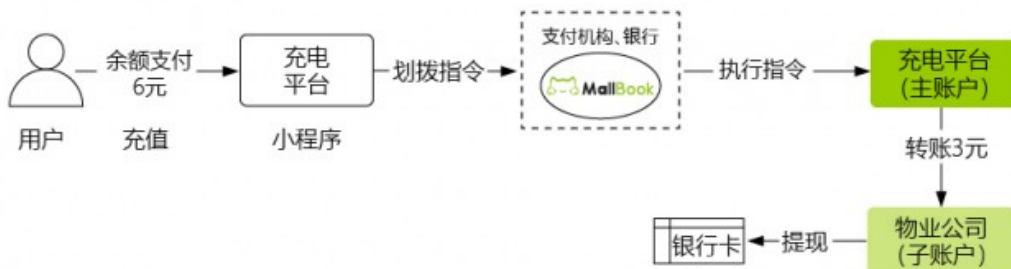 支付机构、银行
MallBook
余额支付
6元
充电
平台
划拨指令
执行指令
充电平台
(主账户)
用户
充值
小程序
转账3元
银行卡
提现
物业公司
(子账户)